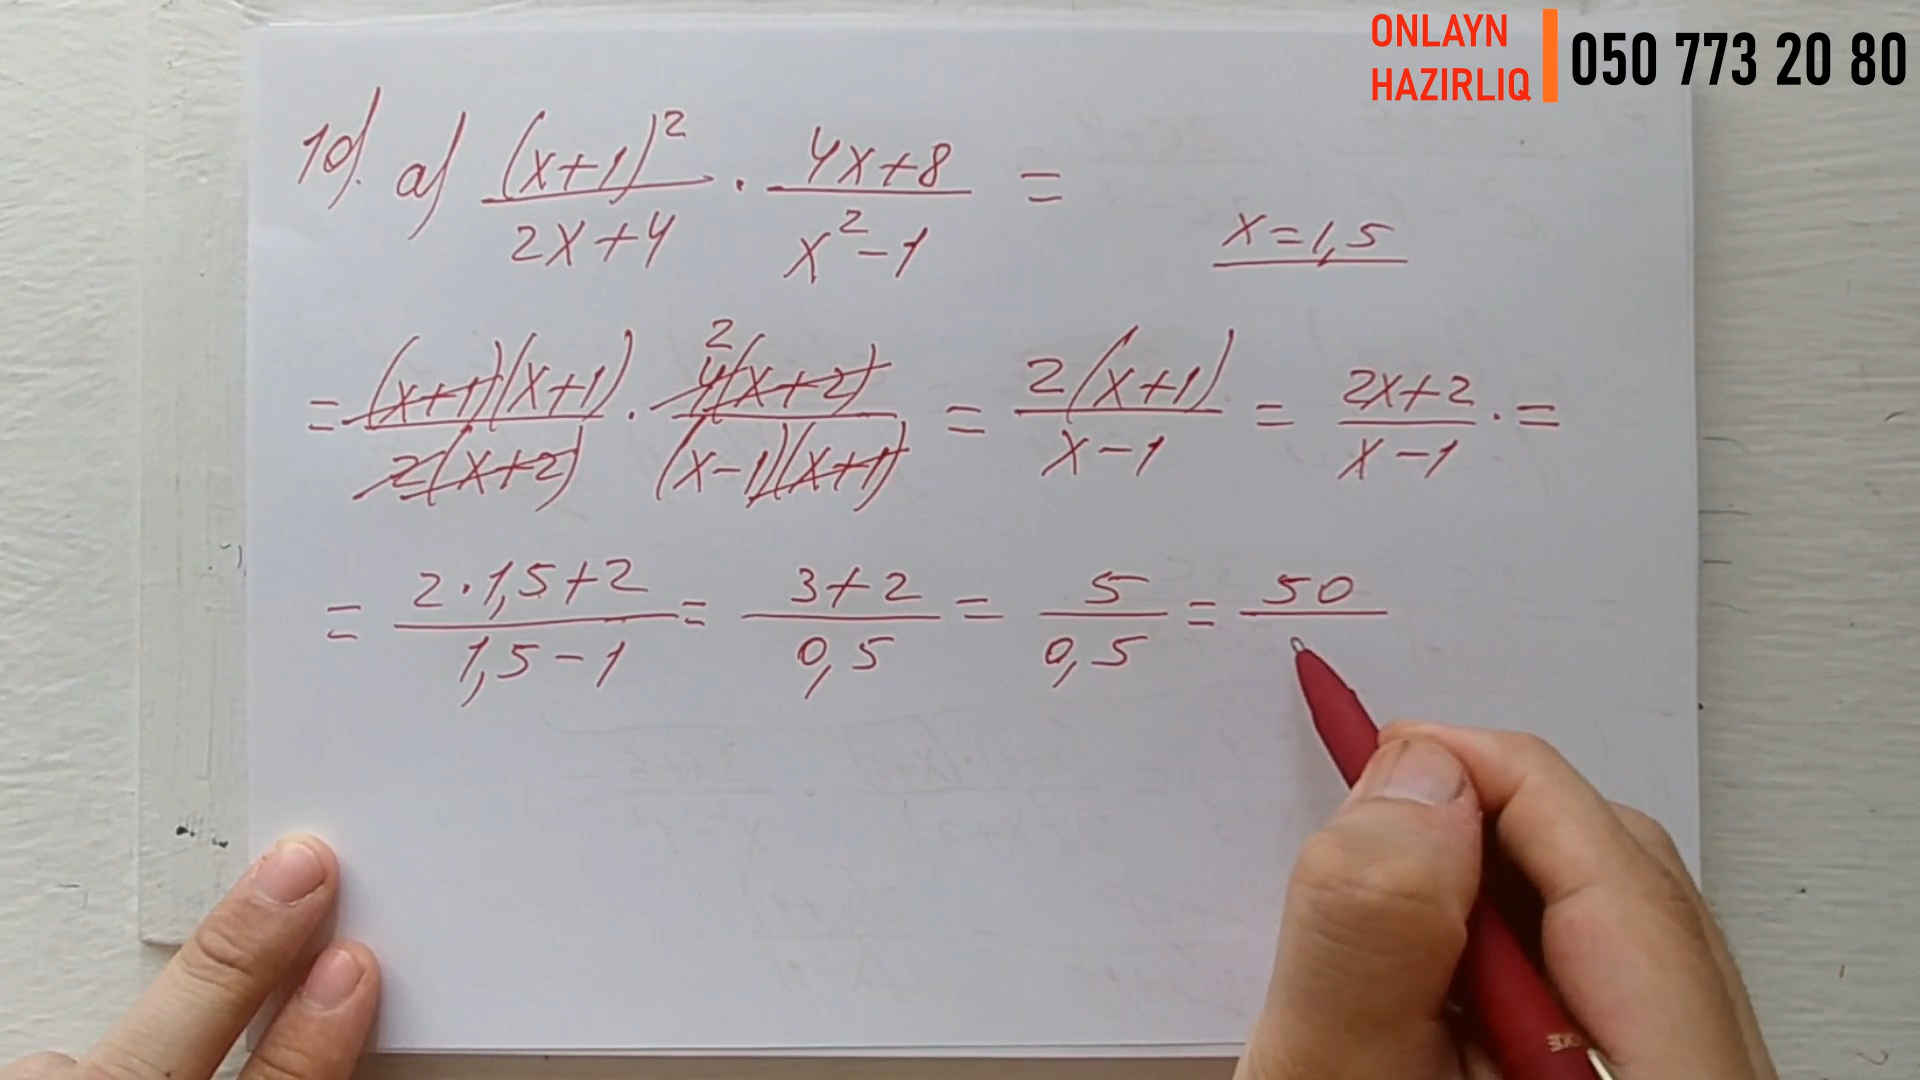 ONLAYN
HAZIRLIQ
050 773 20 80
10). a) (x+1)²/(2x+4) · (4x+8)/(x²-1) =
x=1,5
= (x+1)(x+1)/2(x+2) · 2 4(x+2)/(x-1)(x+1) = 2(x+1)/(x-1) = (2x+2)/(x-1) · =
= (2·1,5+2)/(1,5-1) = (3+2)/0,5 = 5/0,5 = 50/